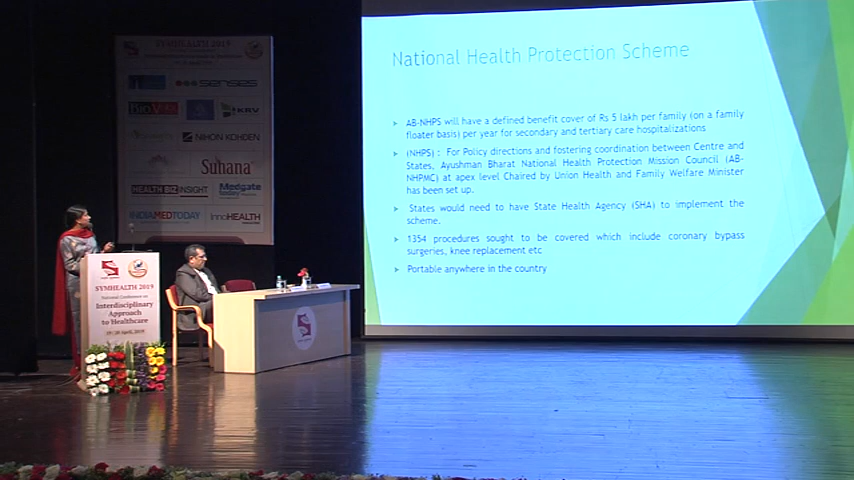 National Health Protection Scheme
AB-NHPS will have a defined benefit cover of Rs 5 lakh per family (on a family
floater basis) per year for secondary and tertiary care hospitalizations
(NHPS) : For Policy directions and fostering coordination between Centre and
States, Ayushman Bharat National Health Protection Mission Council (AB-
NHPMC) at apex level Chaired by Union Health and Family Welfare Minister
has been set up.
States would need to have State Health Agency (SHA) to implement the
scheme.
1354 procedures sought to be covered which include coronary bypass
surgeries, knee replacement etc
Portable anywhere in the country
SYMHEALTH 2019
NIHON KOHDEN
Suhana
HEALTH BIZ INSIGHT
Medgate
today
INDIAMEDTODAY
InnoHEALTH
SYMHEALTH 2019
National Conference on
Interdisciplinary
Approach
to Healthcare